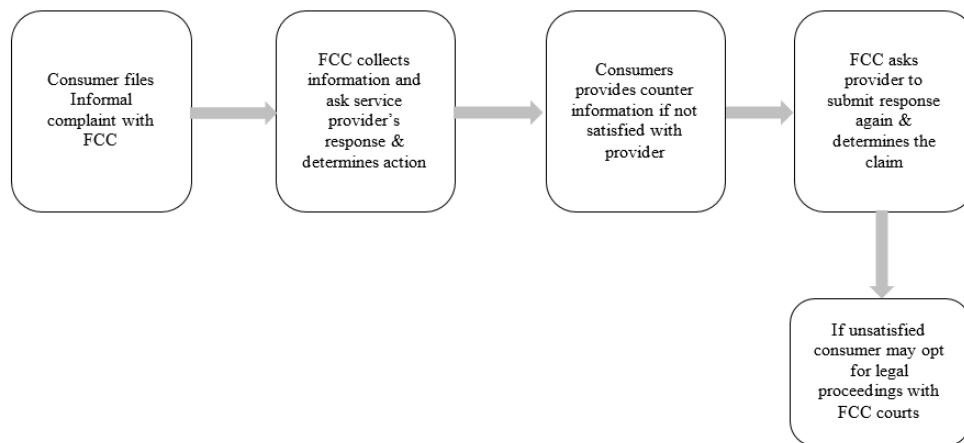 Consumer files
Informal
complaint with
FCC
FCC collects
information and
ask service
provider's
response &
determines action
Consumers
provides counter
information if not
satisfied with
provider
FCC asks
provider to
submit response
again &
determines the
claim
If unsatisfied
consumer may opt
for legal
proceedings with
FCC courts